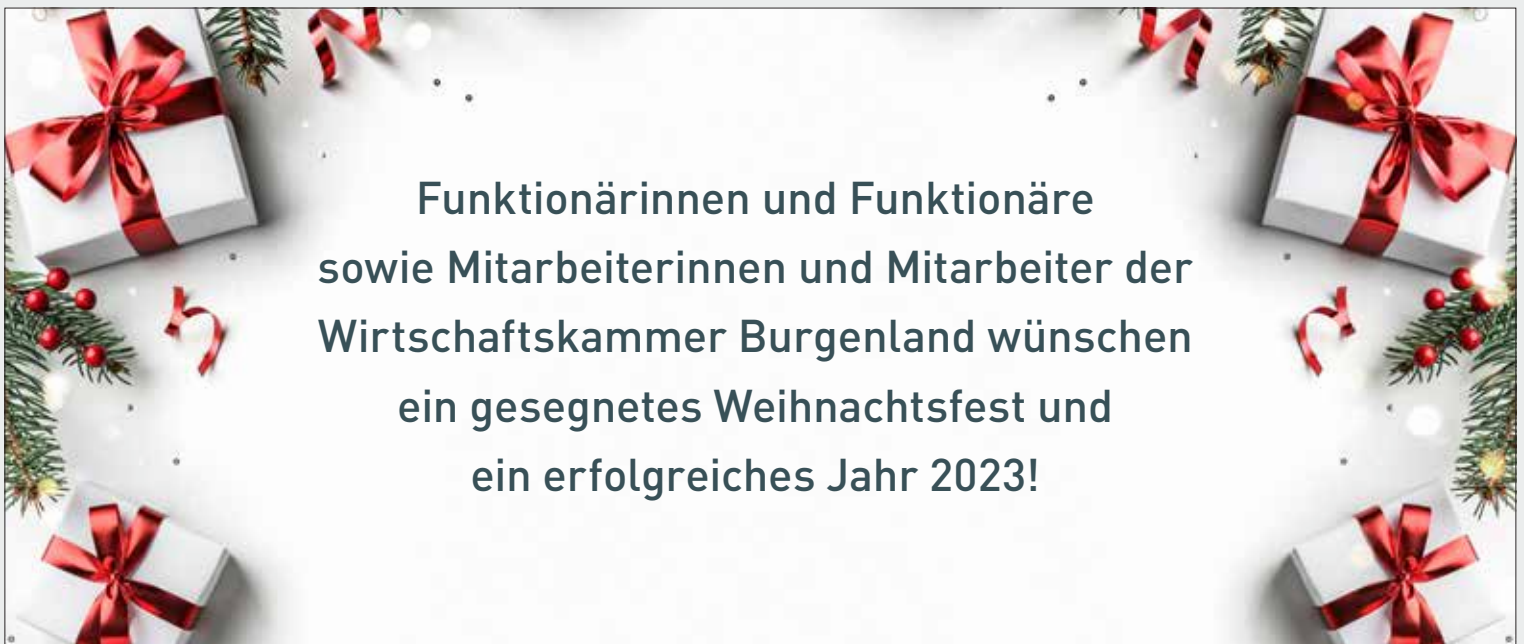 Funktionärinnen und Funktionäre
sowie Mitarbeiterinnen und Mitarbeiter der
Wirtschaftskammer Burgenland wünschen
ein gesegnetes Weihnachtsfest und
ein erfolgreiches Jahr 2023!